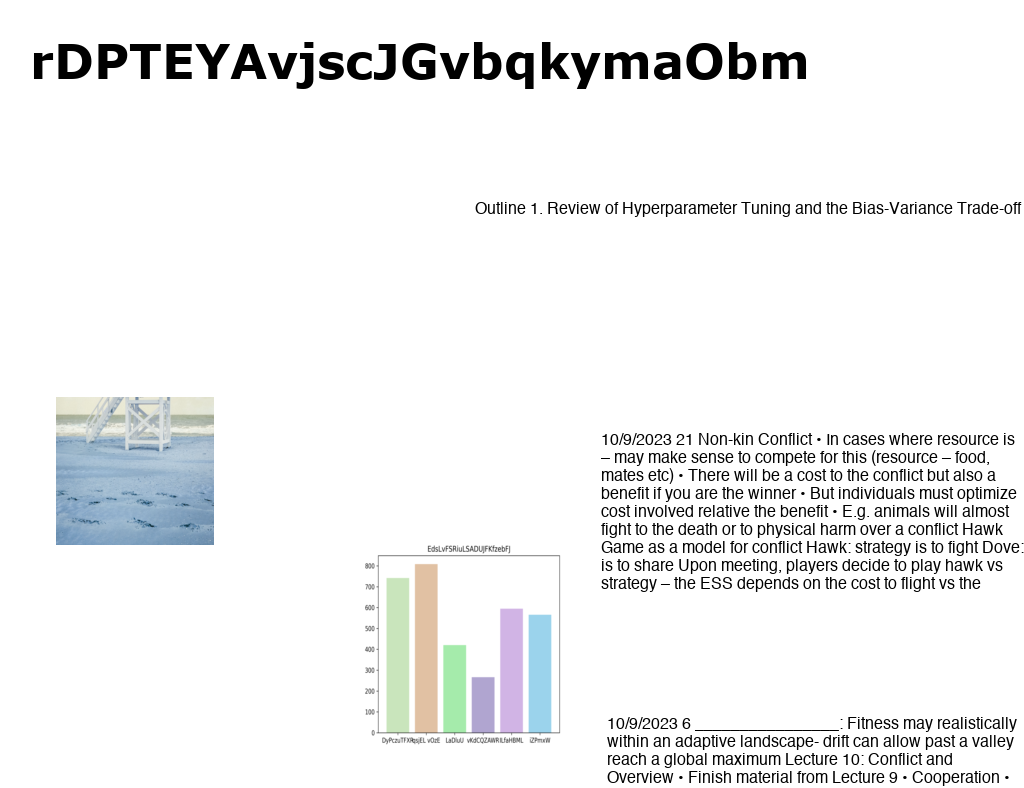 rDPTEYAvjscJGvbqkymaObm
Outline 1. Review of Hyperparameter Tuning and the Bias-Variance Trade-off
10/9/2023 21 Non-kin Conflict • In cases where resource is
– may make sense to compete for this (resource – food,
mates etc) • There will be a cost to the conflict but also a
benefit if you are the winner • But individuals must optimize
cost involved relative the benefit • E.g. animals will almost
fight to the death or to physical harm over a conflict Hawk
Game as a model for conflict Hawk: strategy is to fight Dove:
is to share Upon meeting, players decide to play hawk vs
strategy – the ESS depends on the cost to flight vs the
EdsLvFSRiuLSADUJFKfzebFJ
800
700
600
500
400
300
200
100
0
LaDIuU vKdCQZAWR ILfaHBML iZPmxW
10/9/2023 6 ________________: Fitness may realistically
within an adaptive landscape- drift can allow past a valley
reach a global maximum Lecture 10: Conflict and
Overview • Finish material from Lecture 9 • Cooperation •